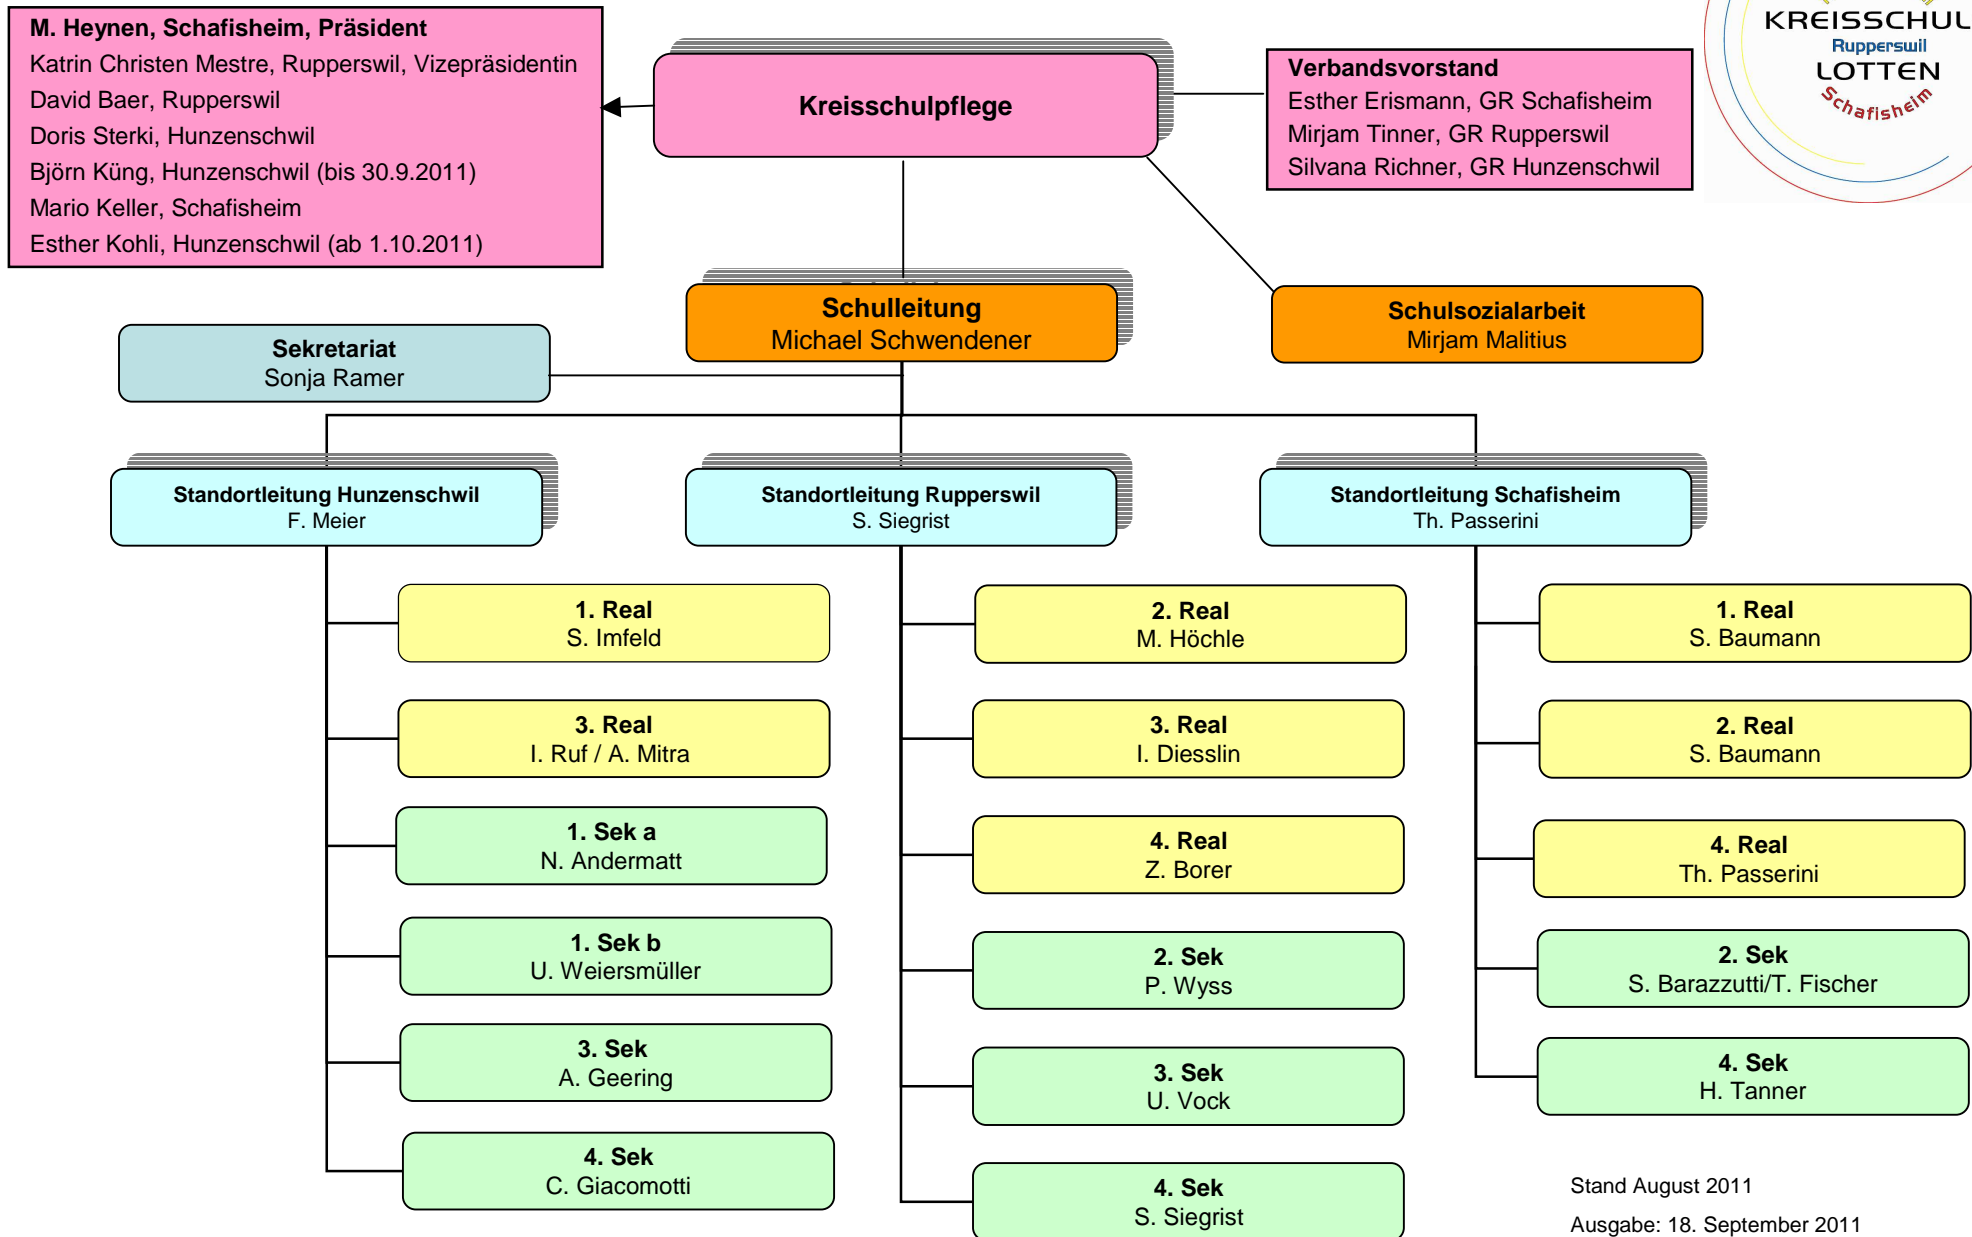 M. Heynen, Schafisheim, Präsident
Katrin Christen Mestre, Rupperswil, Vizepräsidentin
David Baer, Rupperswil
Doris Sterki, Hunzenschwil
Björn Küng, Hunzenschwil (bis 30.9.2011)
Mario Keller, Schafisheim
Esther Kohli, Hunzenschwil (ab 1.10.2011)
Kreisschulpflege
Verbandsvorstand
Esther Erismann, GR Schafisheim
Mirjam Tinner, GR Rupperswil
Silvana Richner, GR Hunzenschwil
KREISSCHUL
Rupperswil
LOTTEN
Schafisheim
Schulleitung
Michael Schwendener
Schulsozialarbeit
Mirjam Malitius
Sekretariat
Sonja Ramer
Standortleitung Hunzenschwil
F. Meier
Standortleitung Rupperswil
S. Siegrist
Standortleitung Schafisheim
Th. Passerini
1. Real
S. Imfeld
3. Real
I. Ruf / A. Mitra
1. Sek a
N. Andermatt
1. Sek b
U. Weiersmüller
3. Sek
A. Geering
4. Sek
C. Giacomotti
2. Real
M. Höchle
3. Real
I. Diesslin
4. Real
Z. Borer
2. Sek
P. Wyss
3. Sek
U. Vock
4. Sek
S. Siegrist
1. Real
S. Baumann
2. Real
S. Baumann
4. Real
Th. Passerini
2. Sek
S. Barazzutti/T. Fischer
4. Sek
H. Tanner
Stand August 2011
Ausgabe: 18. September 2011